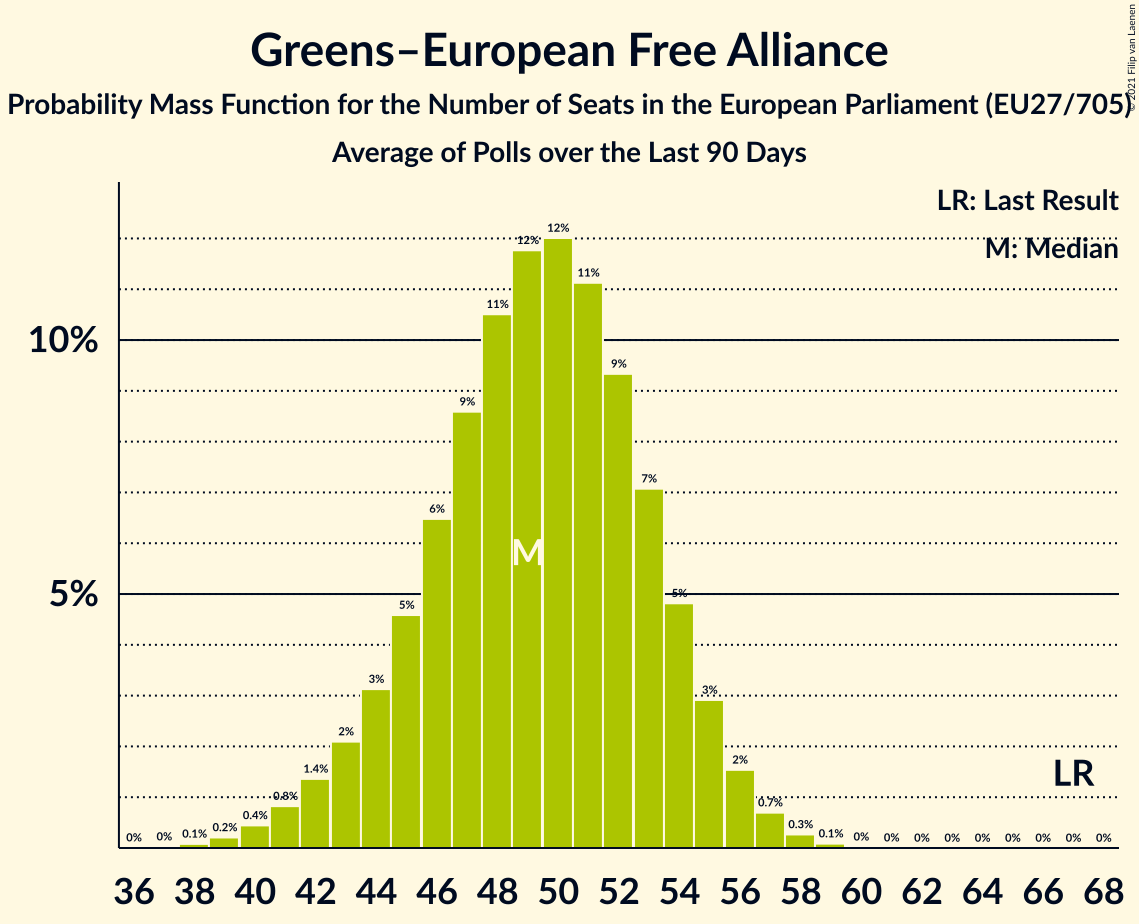 Greens–European Free Alliance
Probability Mass Function for the Number of Seats in the European Parliament (EU27/705)
Average of Polls over the Last 90 Days
© 2021 Filip van Laenen
LR: Last Result
M: Median
10%
5%
0% 0% 0.1% 0.2% 0.4% 0.8% 1.4% 2% 3% 5% 6% 9% 11% 12% 12% 11% 9% 7% 5% 3% 2% 0.7% 0.3% 0.1% 0% 0% 0% 0% 0% 0% 0% 0% 0%
M
LR
36 38 40 42 44 46 48 50 52 54 56 58 60 62 64 66 68